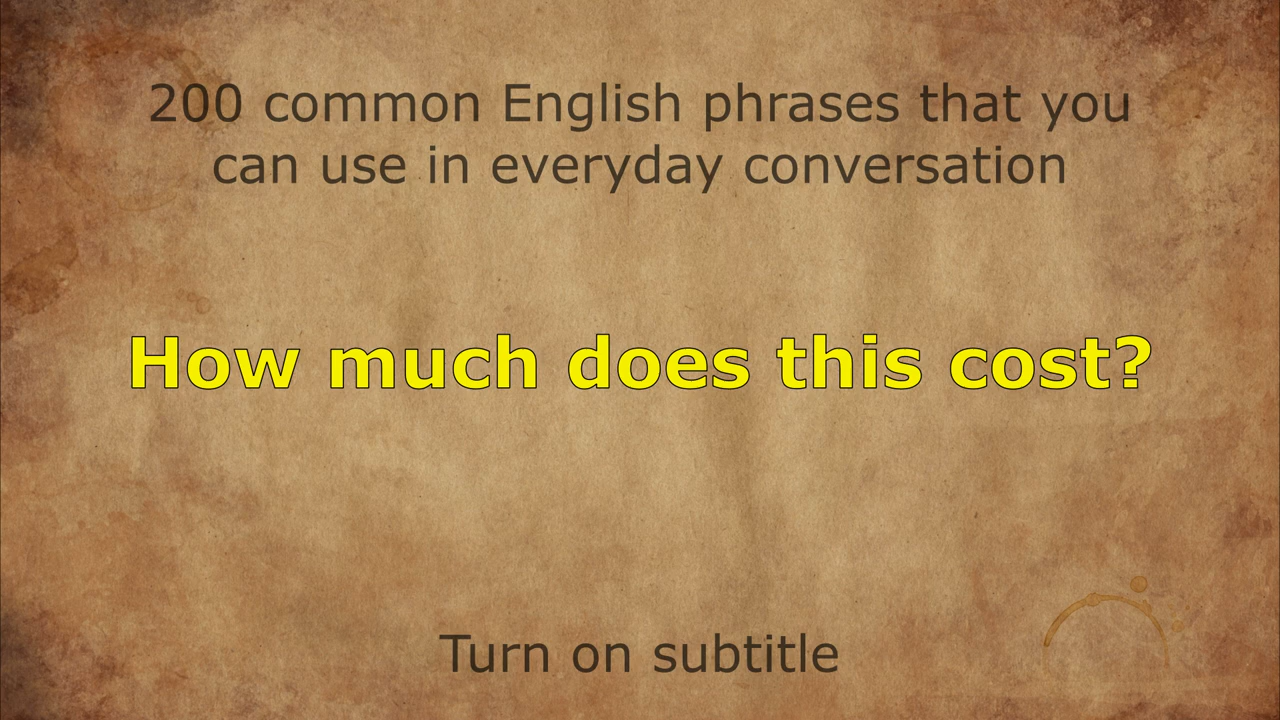 200 common English phrases that you
can use in everyday conversation
How much does this cost?
Turn on subtitle